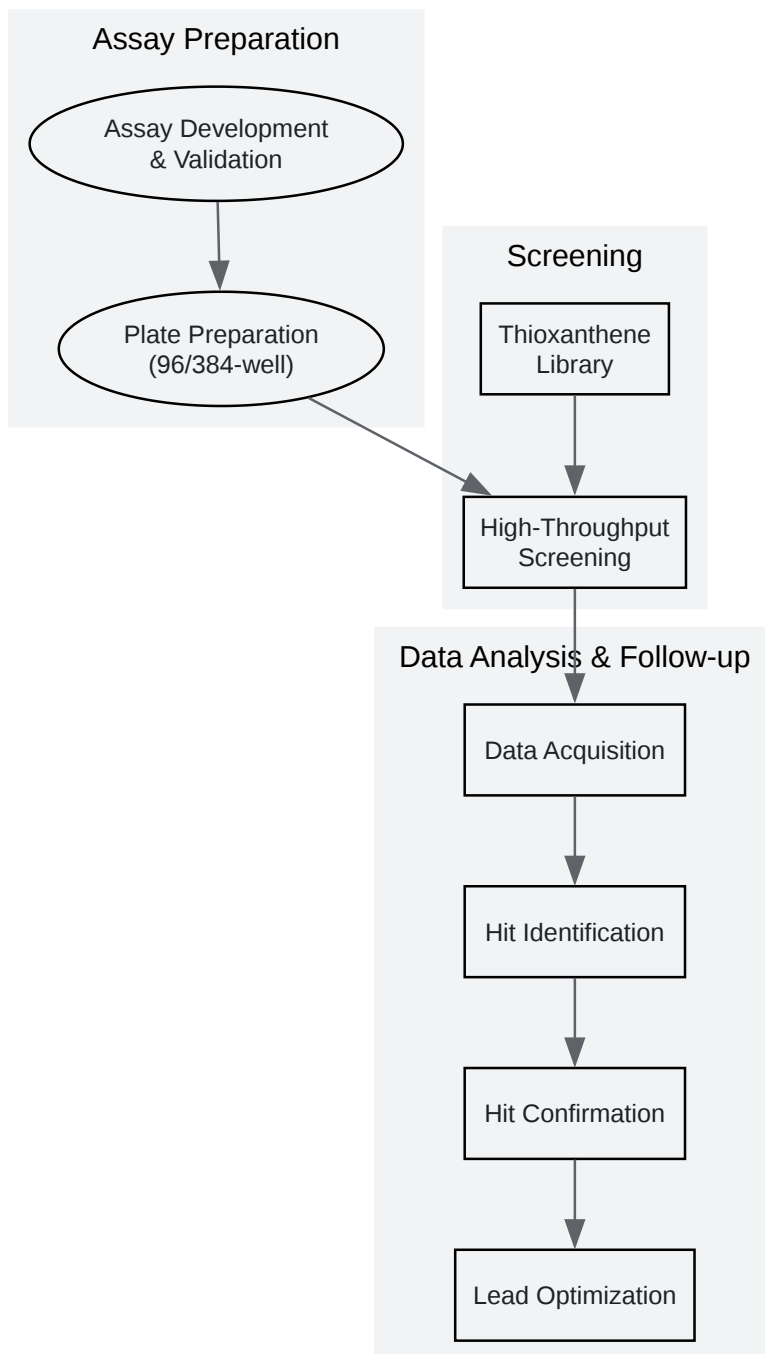 Assay Preparation
Assay Development
& Validation
Plate Preparation
(96/384-well)
Screening
Thioxanthene
Library
High-Throughput
Screening
Data Analysis & Follow-up
Data Acquisition
Hit Identification
Hit Confirmation
Lead Optimization